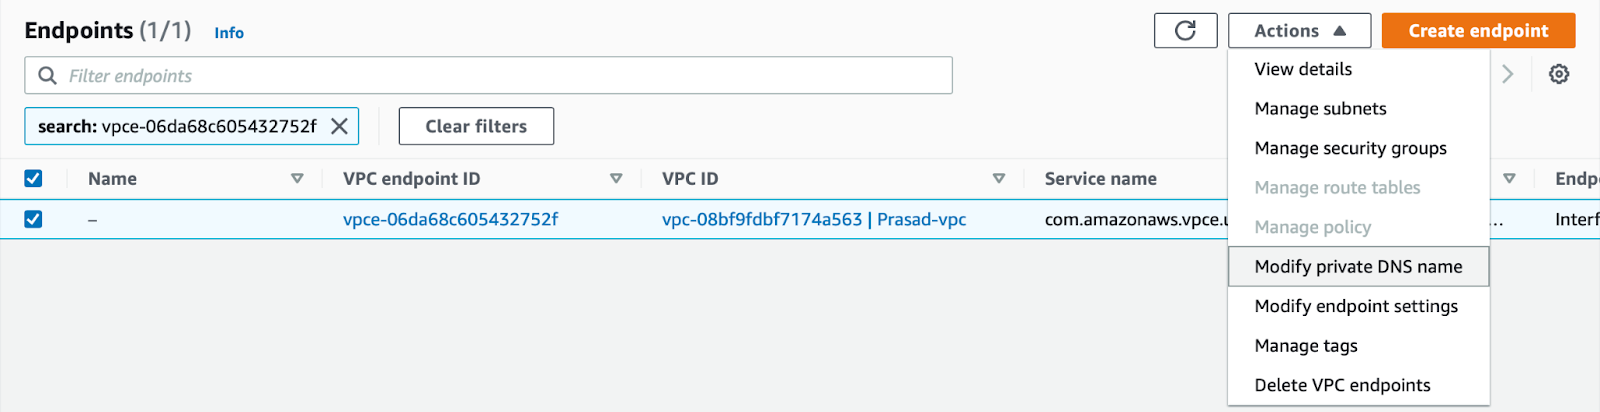 Endpoints (1/1) Info
Actions
Create endpoint
Filter endpoints
search: vpce-06da68c605432752f
Clear filters
View details
Manage subnets
Manage security groups
Manage route tables
Manage policy
Modify private DNS name
Modify endpoint settings
Manage tags
Delete VPC endpoints
Name VPC endpoint ID VPC ID Service name Endp
– vpce-06da68c605432752f vpc-08bf9fdbf7174a563 | Prasad-vpc com.amazonaws.vpce.u ... Interf